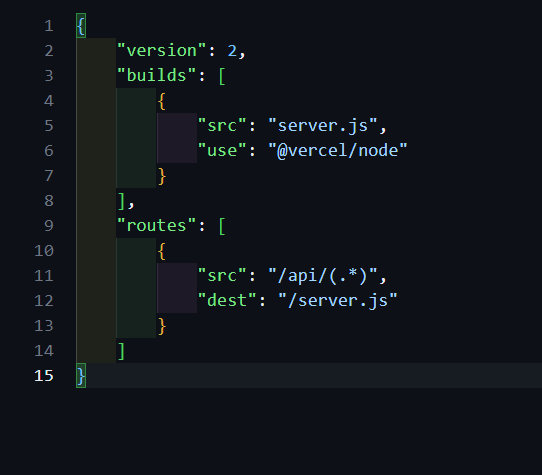 1 {
2     "version": 2,
3     "builds": [
4         {
5             "src": "server.js",
6             "use": "@vercel/node"
7         }
8     ],
9     "routes": [
10         {
11             "src": "/api/(.*)",
12             "dest": "/server.js"
13         }
14     ]
15 }